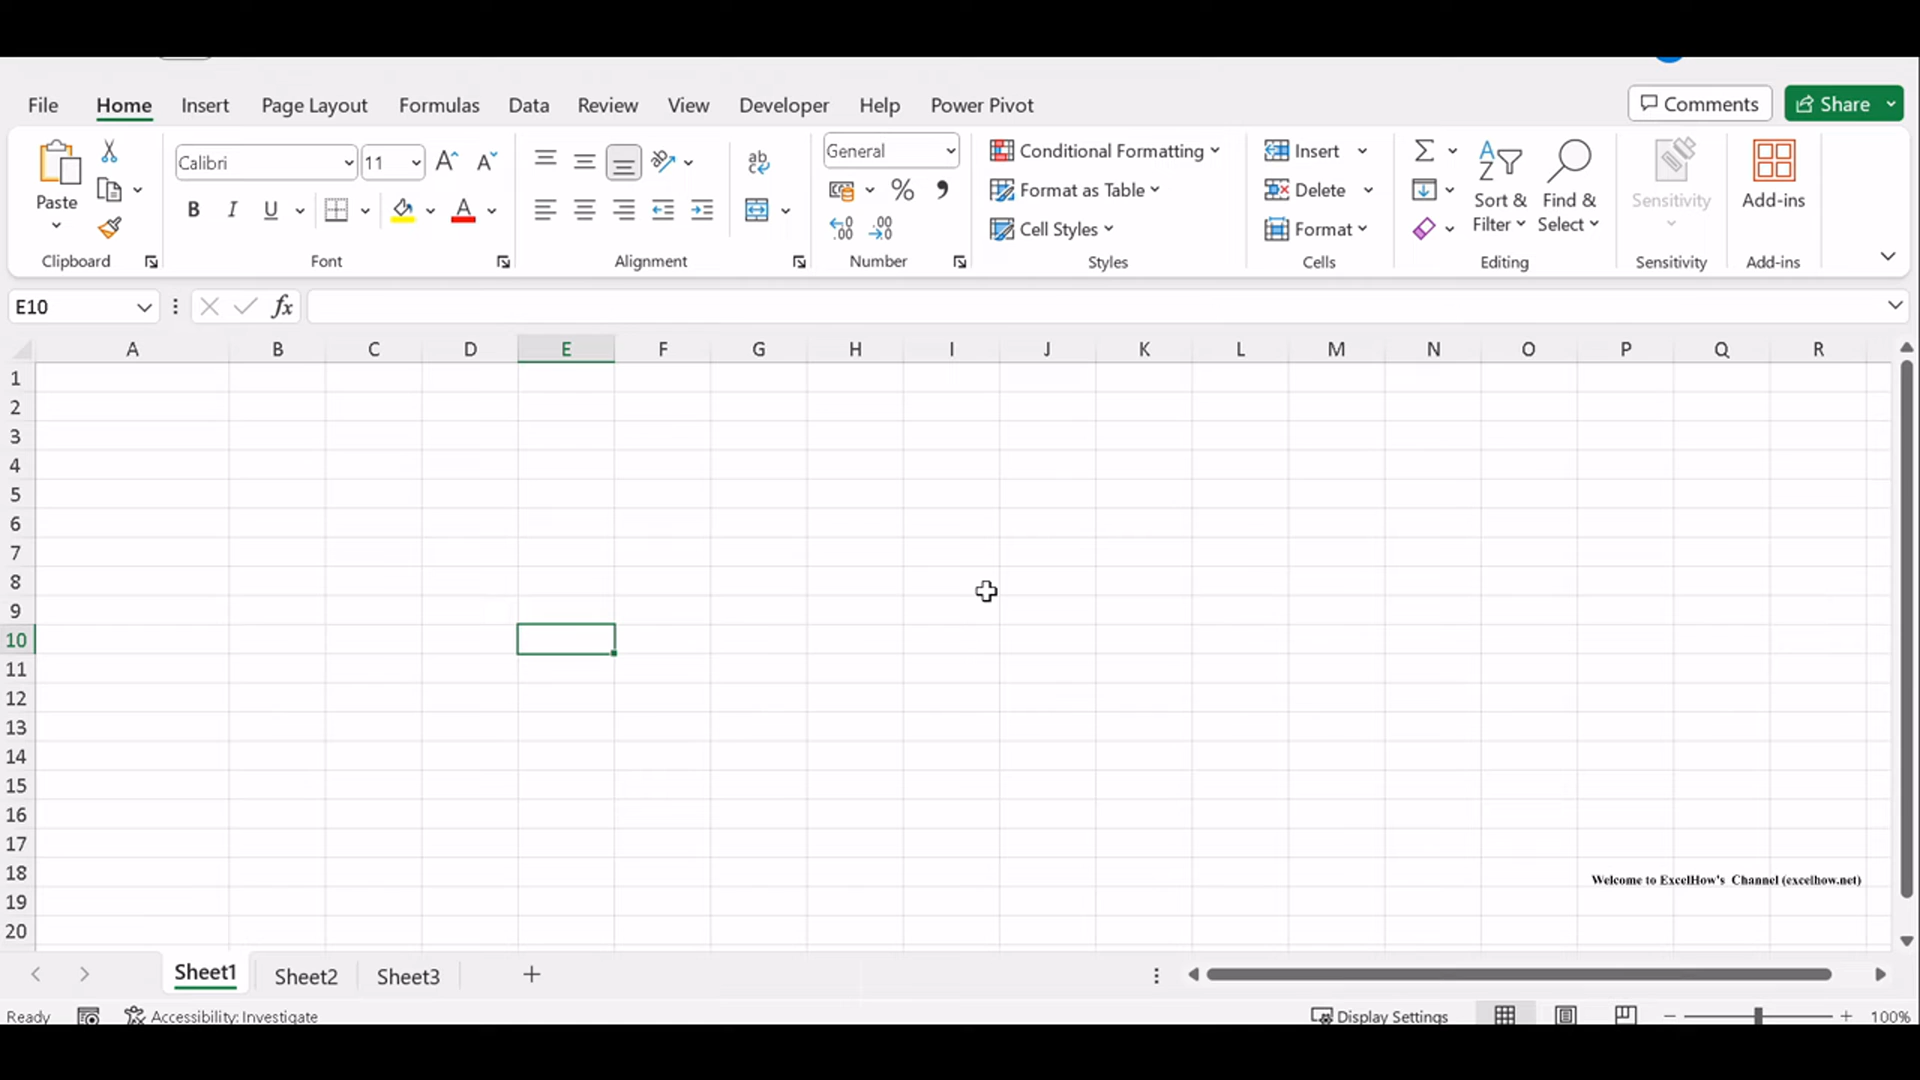 File Home Insert Page Layout Formulas Data Review View Developer Help Power Pivot Comments Share
Paste
Clipboard
Calibri 11
B I U A
Font
ab
Alignment
General
% ,
.00 .00
Number
Conditional Formatting
Format as Table
Cell Styles
Styles
Insert
Delete
Format
Cells
Sort & Filter
Find & Select
Editing
Sensitivity
Sensitivity
Add-ins
Add-ins
E10 fx
A B C D E F G H I J K L M N O P Q R
1
2
3
4
5
6
7
8
9
10
11
12
13
14
15
16
17
18
Welcome to ExcelHow's Channel (excelhow.net)
19
20
Sheet1 Sheet2 Sheet3
Ready Accessibility: Investigate Display Settings 100%